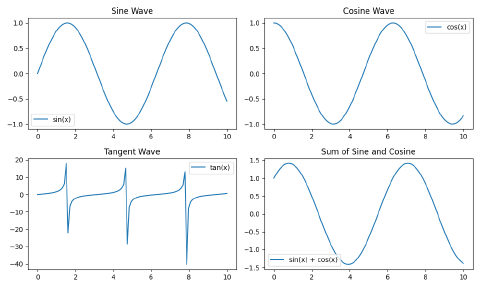 Sine Wave
1.0
0.5
0.0
−0.5
−1.0
0 2 4 6 8 10
sin(x)
Cosine Wave
1.0
0.5
0.0
−0.5
−1.0
0 2 4 6 8 10
cos(x)
Tangent Wave
20
10
0
−10
−20
−30
−40
0 2 4 6 8 10
tan(x)
Sum of Sine and Cosine
1.5
1.0
0.5
0.0
−0.5
−1.0
−1.5
0 2 4 6 8 10
sin(x) + cos(x)